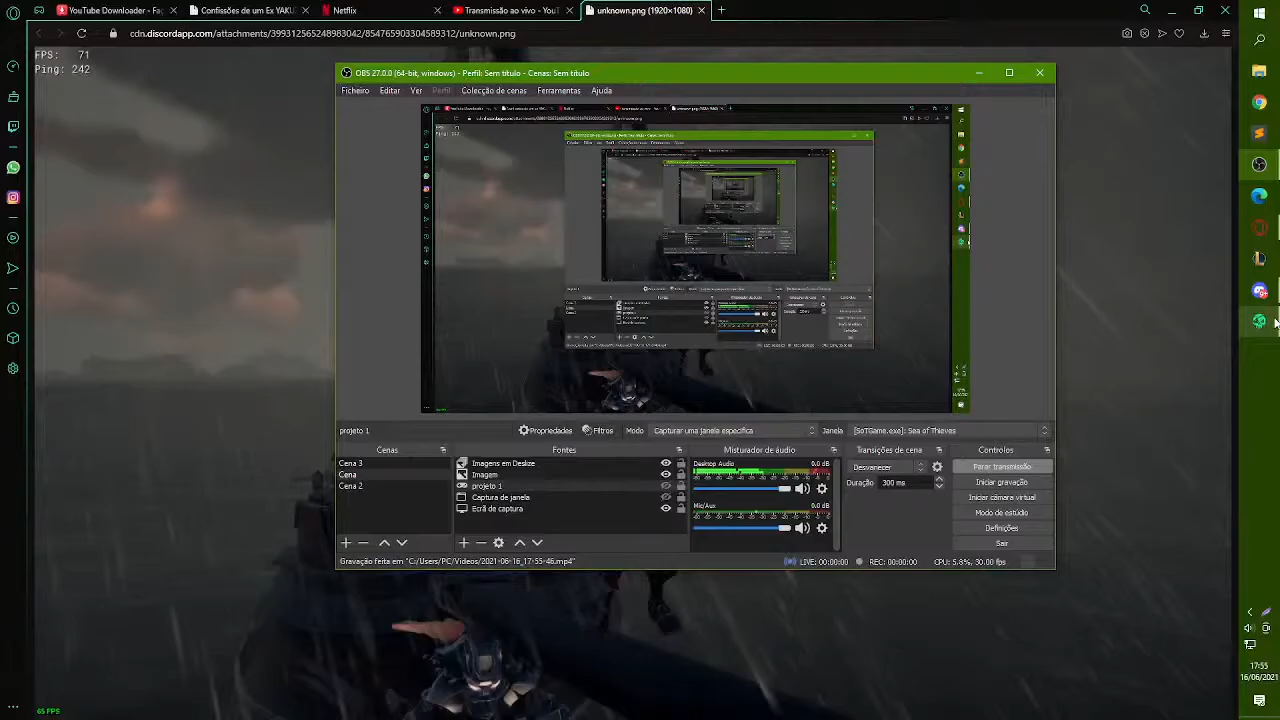 YouTube Downloader - Fag
Confissões de um Ex YAKU
Netflix
Transmissão ao vivo - YouT
unknown.png (1920×1080)
cdn.discordapp.com/attachments/399312565248983042/854765903304589312/unknown.png
FPS: 71
Ping: 242
OBS 27.0.0 (64-bit, windows) - Perfil: Sem título - Cenas: Sem título
Ficheiro Editar Ver Perfil Coleção de cenas Ferramentas Ajuda
projeto 1 Propriedades Filtros Modo Capturar uma janela específica Janela [SoTGame.exe]: Sea of Thieves
Cenas Fontes Misturador de áudio Transições de cena Controlos
Cena 3
Cena
Cena 2
Imagens em Deslize
Imagem
projeto 1
Captura de janela
Ecrã de captura
Desktop Audio 0.0 dB
Mic/Aux 0.0 dB
Desvanecer
Duração 300 ms
Parar transmissão
Iniciar gravação
Iniciar câmara virtual
Modo de estúdio
Definições
Sair
Gravação feita em "C:/Users/PC/Videos/2021-06-16_17-55-46.mp4" LIVE: 00:00:00 REC: 00:00:00 CPU: 5.8%, 30.00 fps
17:55
16/06/2021
65 FPS